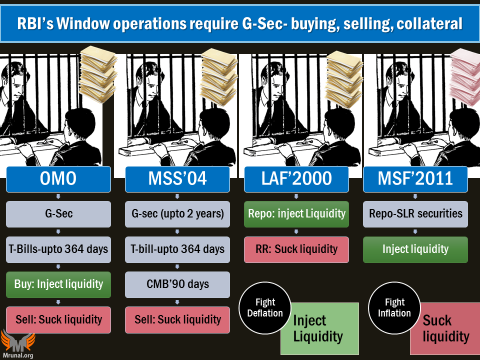 RBI's Window operations require G-Sec- buying, selling, collateral
OMO
G-Sec
T-Bills-upto 364 days
Buy: Inject liquidity
Sell: Suck liquidity
MSS'04
G-sec (upto 2 years)
T-bill-upto 364 days
CMB'90 days
Sell: Suck liquidity
LAF'2000
Repo: inject Liquidity
RR: Suck liquidity
MSF'2011
Repo-SLR securities
Inject liquidity
Fight
Deflation
Inject
Liquidity
Fight
Inflation
Suck
liquidity
Mrunal.org